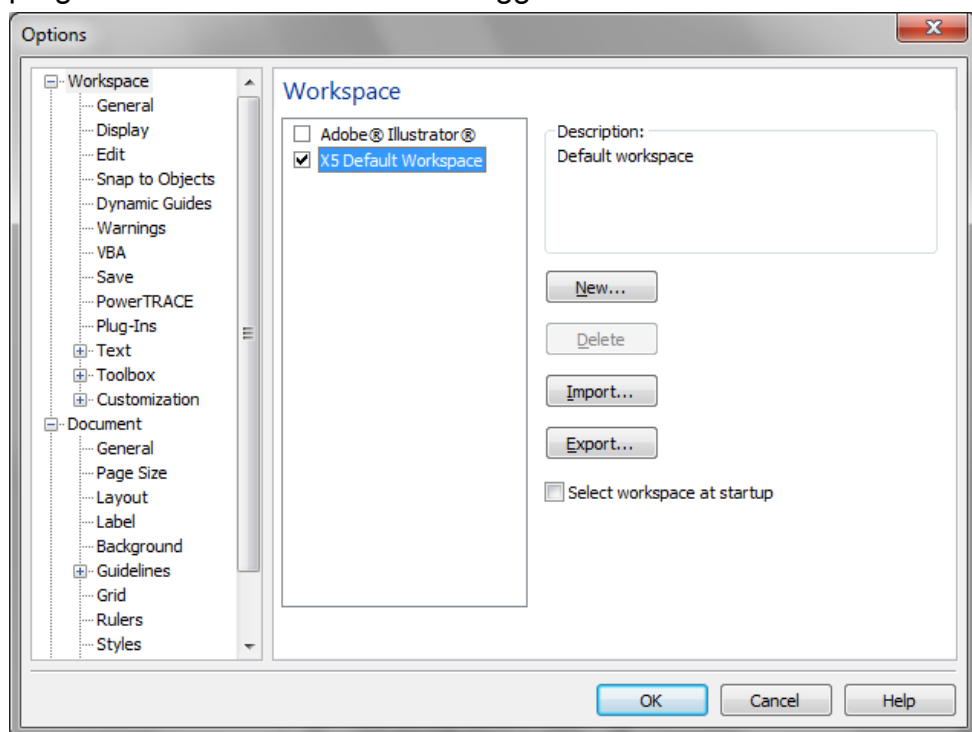 Options
Workspace
General
Display
Edit
Snap to Objects
Dynamic Guides
Warnings
VBA
Save
PowerTRACE
Plug-Ins
Text
Toolbox
Customization
Document
General
Page Size
Layout
Label
Background
Guidelines
Grid
Rulers
Styles
Workspace
Adobe® Illustrator®
X5 Default Workspace
Description:
Default workspace
New...
Delete
Import...
Export...
Select workspace at startup
OK Cancel Help